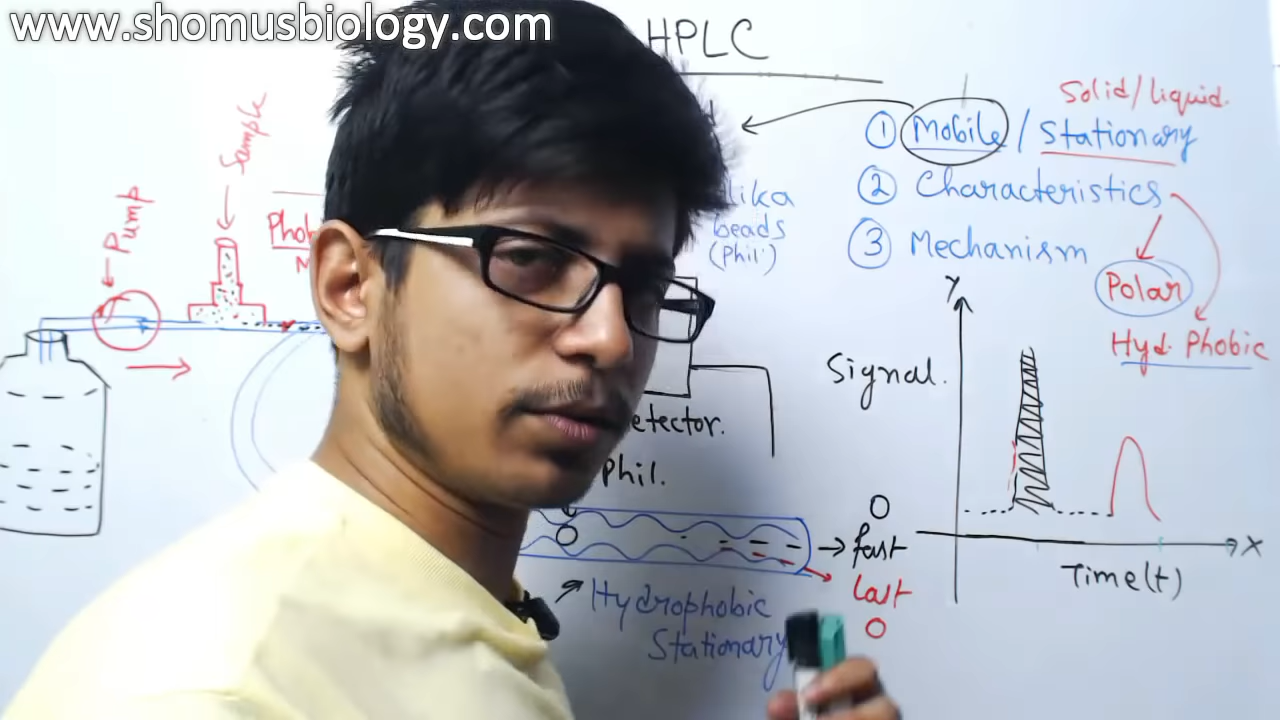 www.shomusbiology.com
HPLC
Solid/liquid.
① Mobile / Stationary
② Characteristics
③ Mechanism
Polar
Hyd. Phobic
Sample
Pump
beads
(Phil')
Y
Signal.
X
Time(t)
Phil.
fast
Last
Hydrophobic
Stationary